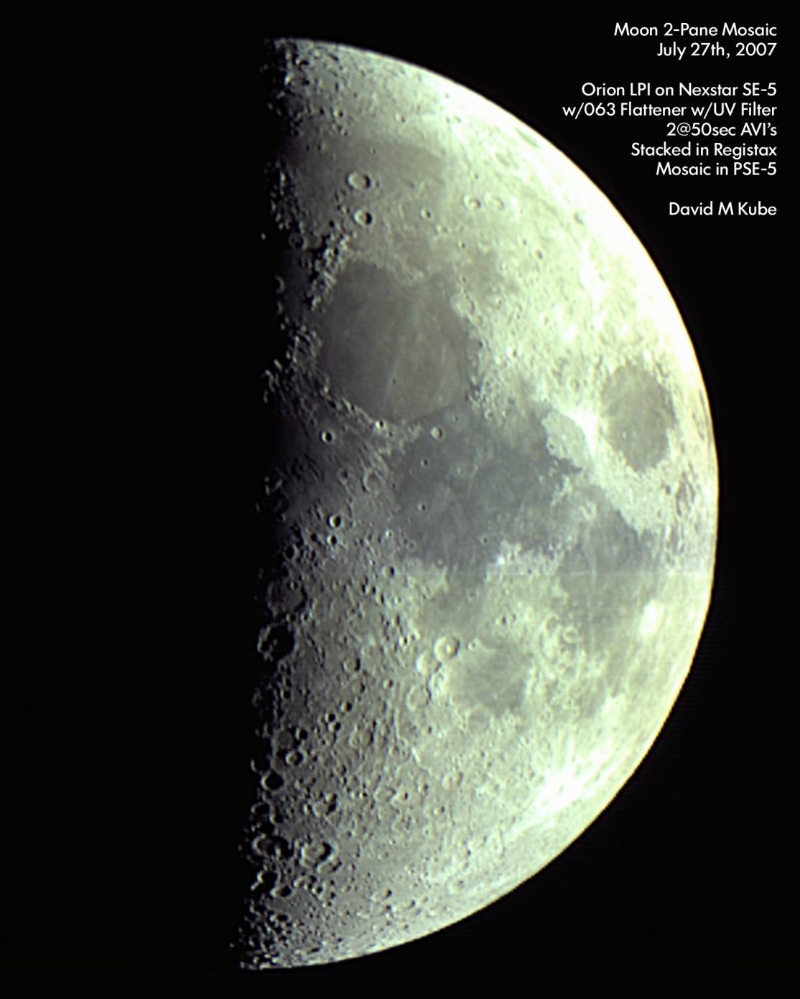 Moon 2-Pane Mosaic
July 27th, 2007
Orion LPI on Nexstar SE-5
w/063 Flattener w/UV Filter
2@50sec AVI's
Stacked in Registax
Mosaic in PSE-5
David M Kube